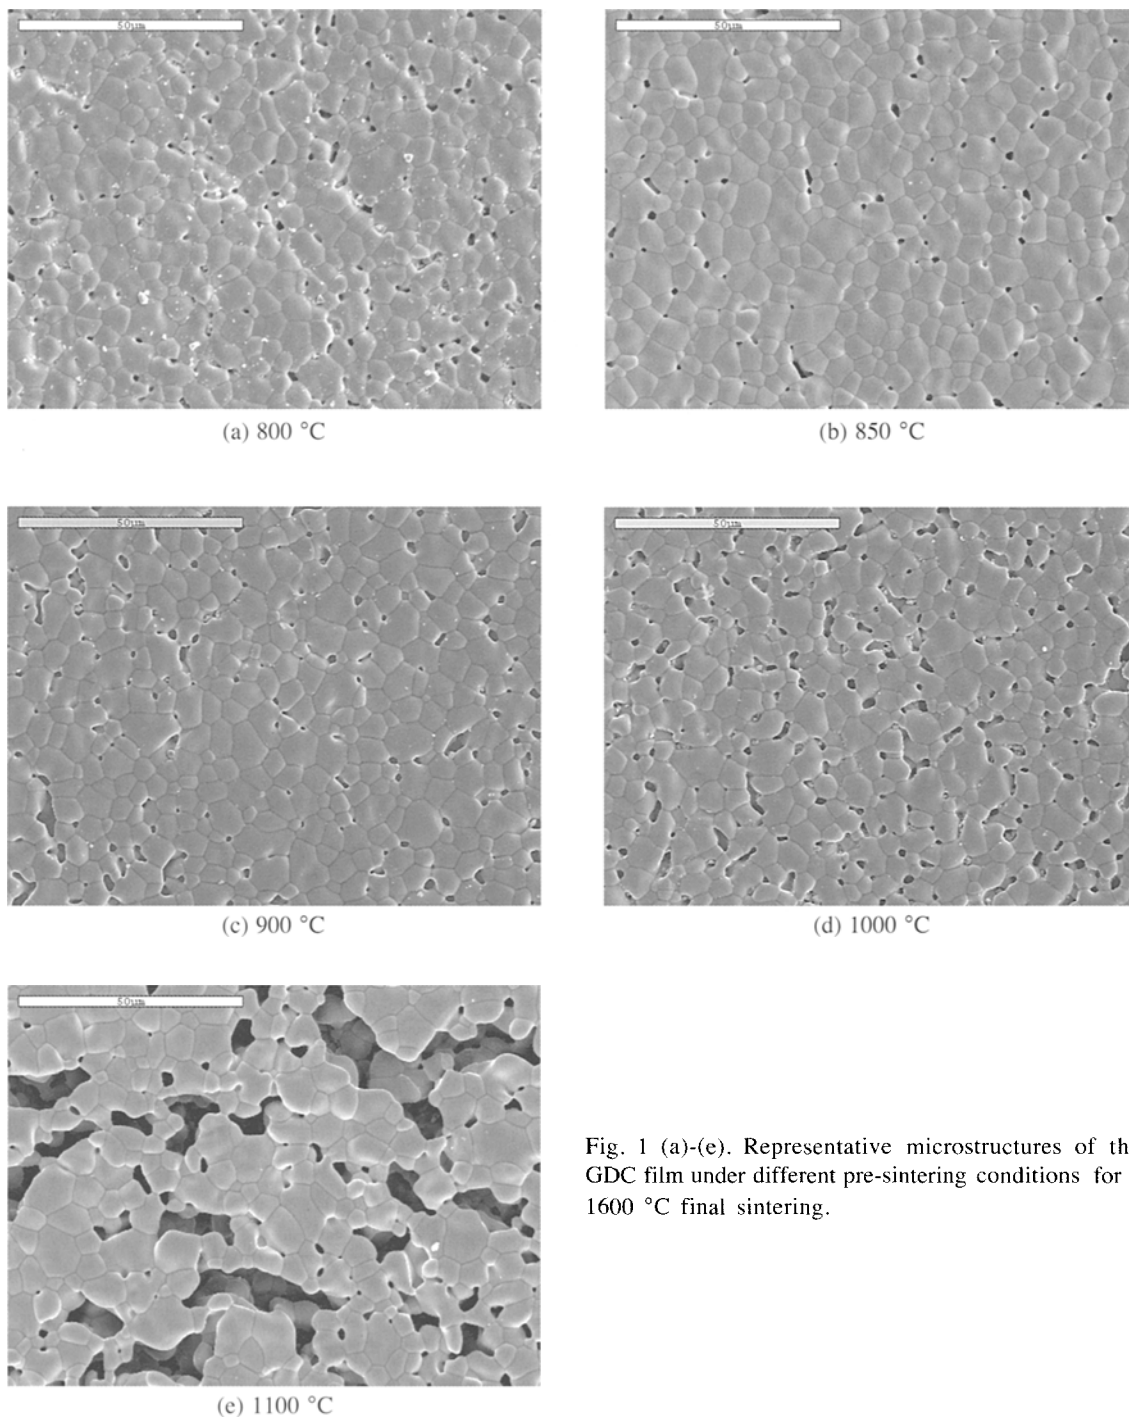 50µm
50µm
(a) 800 °C
(b) 850 °C
50µm
50µm
(c) 900 °C
(d) 1000 °C
50µm
Fig. 1 (a)-(e). Representative microstructures of th
GDC film under different pre-sintering conditions for
1600 °C final sintering.
(e) 1100 °C